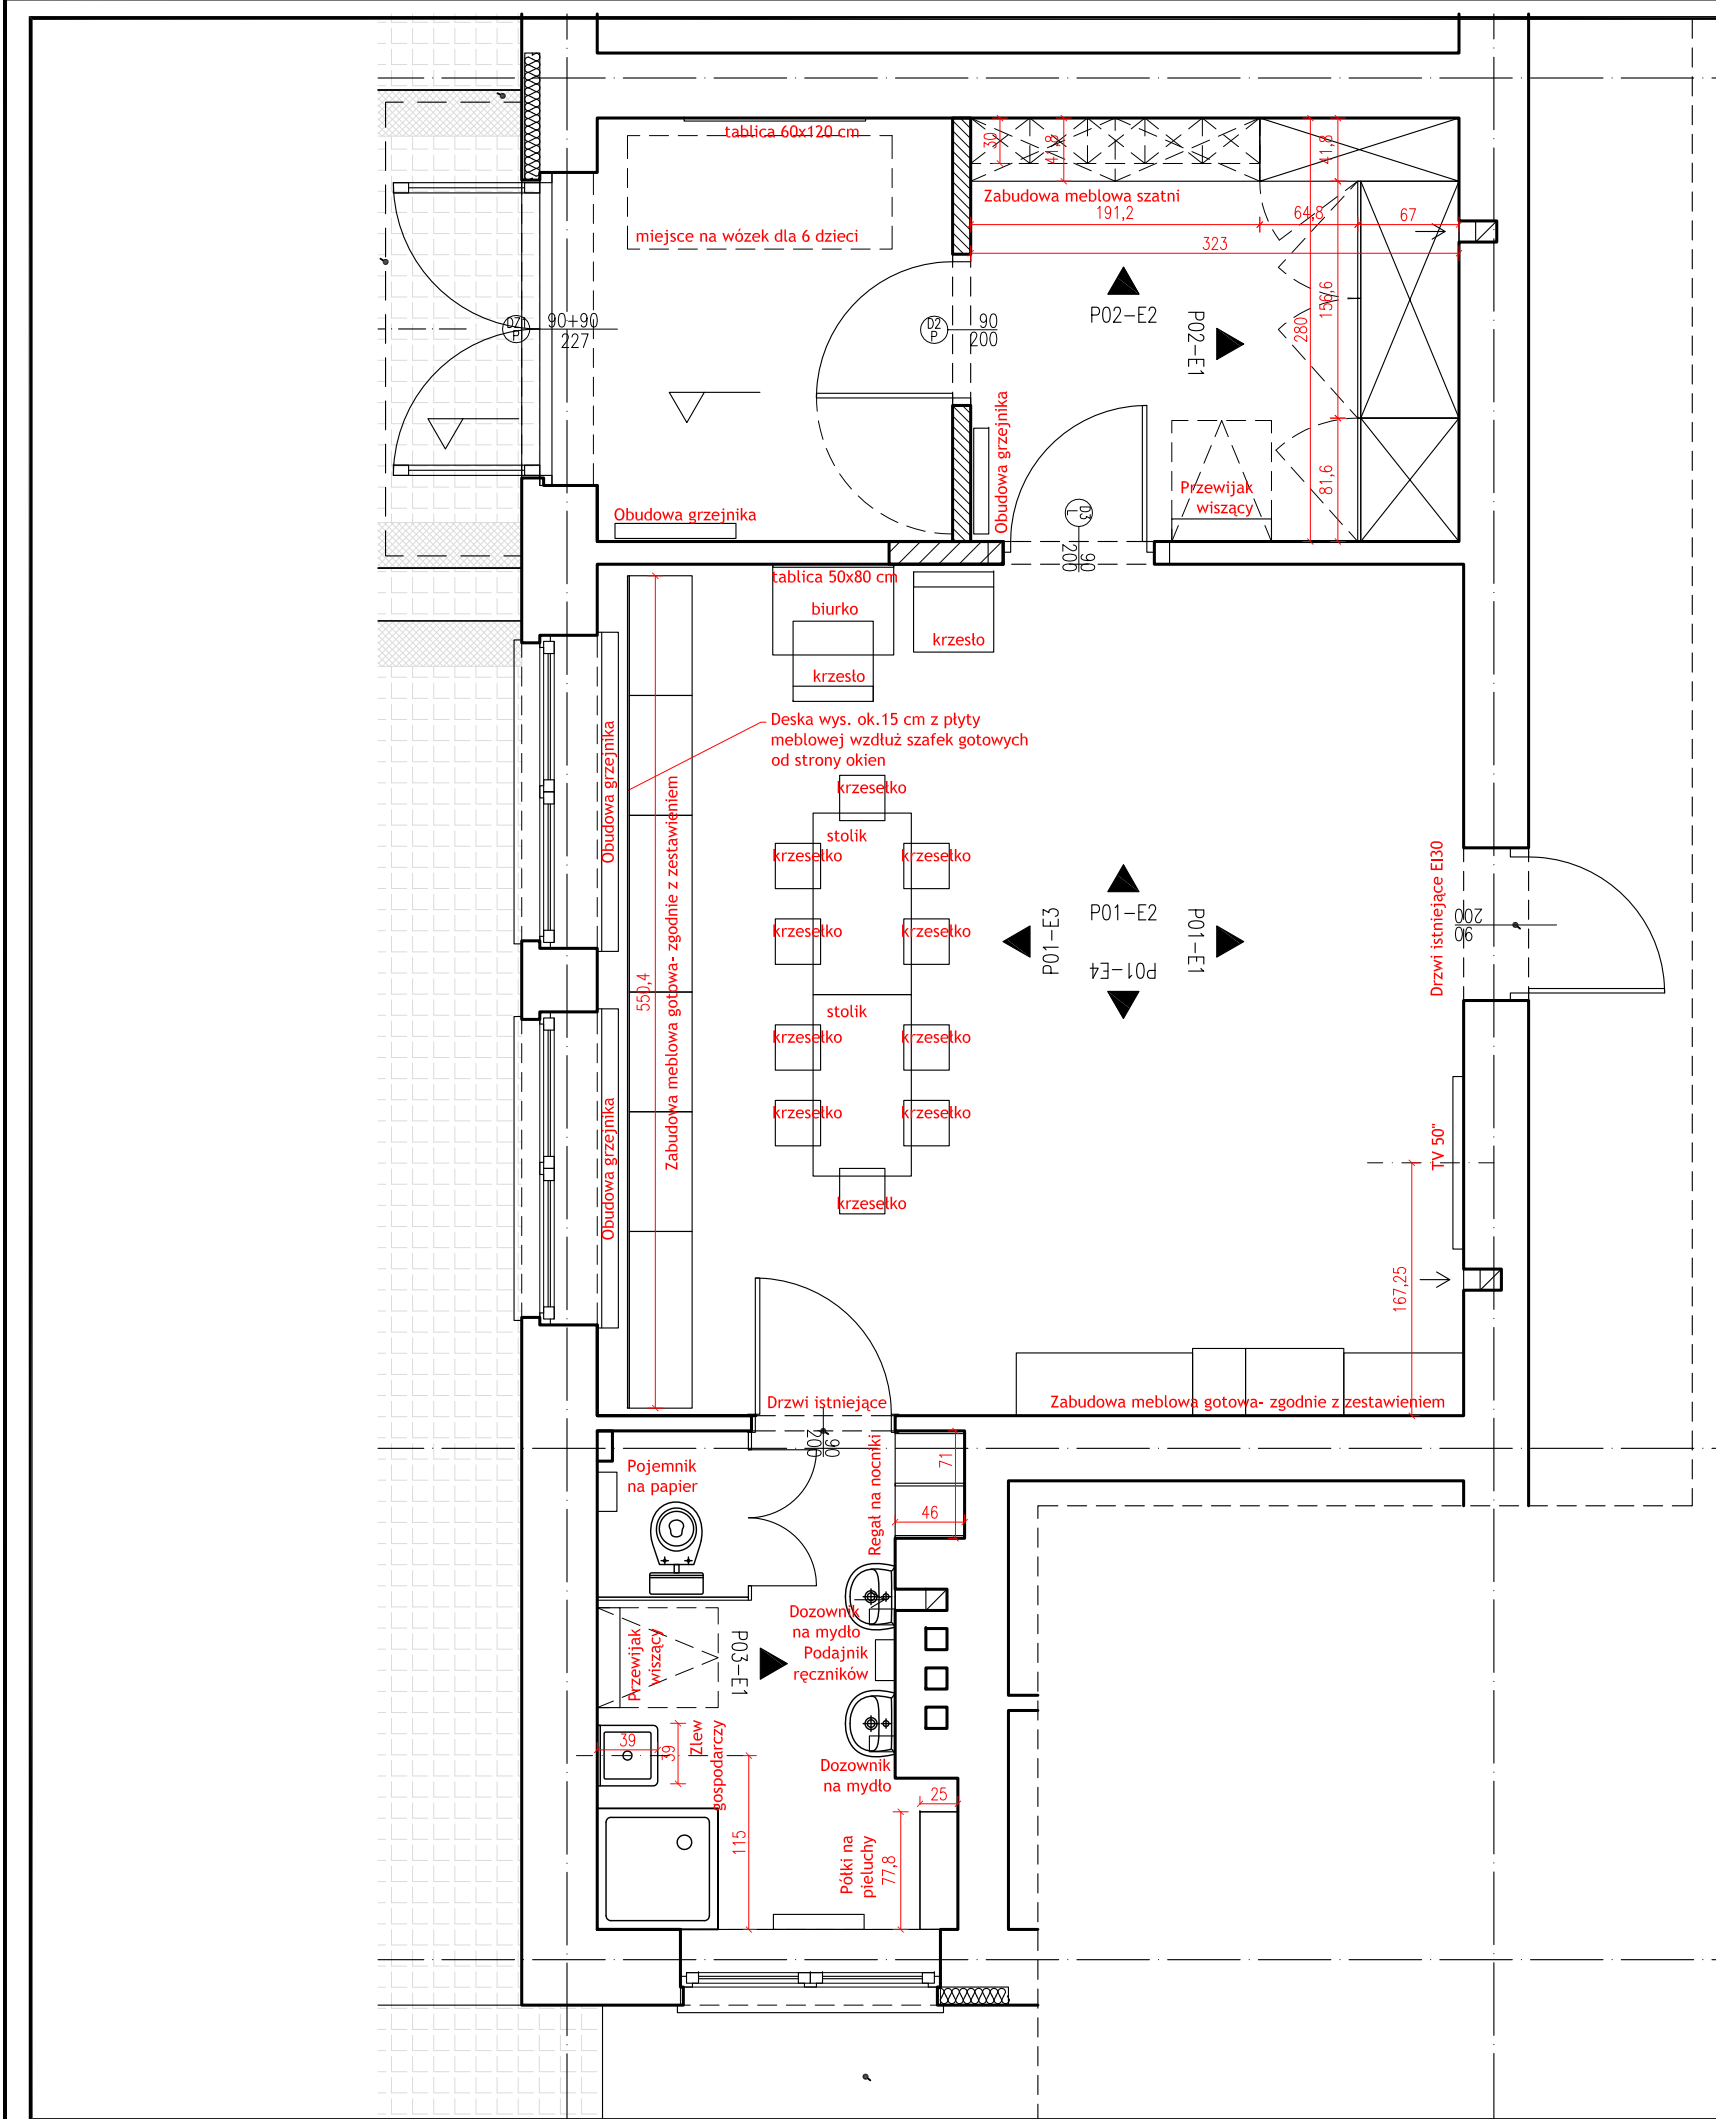 tablica 60x120 cm
miejsce na wózek dla 6 dzieci
30
41,8
41,8
Zabudowa meblowa szatni
191,2
64,8
67
323
P02-E2
P02-E1
280
156,6
81,6
DZ1
P
90+90
227
D2
P
90
200
Obudowa grzejnika
Obudowa grzejnika
Przewijak
wiszący
D3
L
90
200
tablica 50x80 cm
biurko
krzesło
krzesło
Deska wys. ok.15 cm z płyty
meblowej wzdłuż szafek gotowych
od strony okien
Obudowa grzejnika
Zabudowa meblowa gotowa- zgodnie z zestawieniem
550,4
Obudowa grzejnika
krzesełko
stolik
krzesełko
krzesełko
krzesełko
krzesełko
stolik
krzesełko
krzesełko
krzesełko
krzesełko
krzesełko
P01-E3
P01-E2
P01-E1
P01-E4
Drzwi istniejące EI30
90
200
TV 50"
167,25
Drzwi istniejące
90
200
Zabudowa meblowa gotowa- zgodnie z zestawieniem
Pojemnik
na papier
Regał na nocniki
71
46
Dozownik
na mydło
Podajnik
ręczników
Przewijak
wiszący
P03-E1
39
39
Zlew
gospodarczy
Dozownik
na mydło
115
25
Półki na
pieluchy
77,8